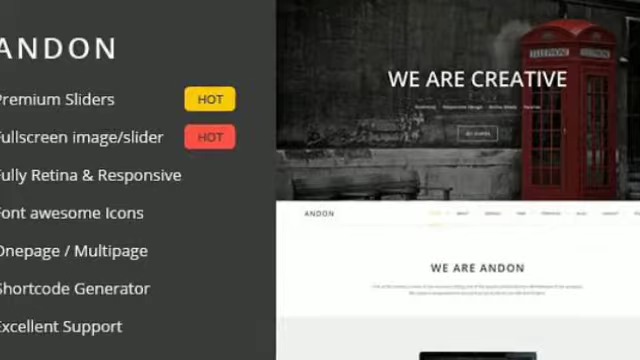 ANDON
Premium Sliders HOT
Fullscreen image/slider HOT
Fully Retina & Responsive
Font awesome Icons
Onepage / Multipage
Shortcode Generator
Excellent Support
TELEPHONE
WE ARE CREATIVE
ANDON
WE ARE ANDON